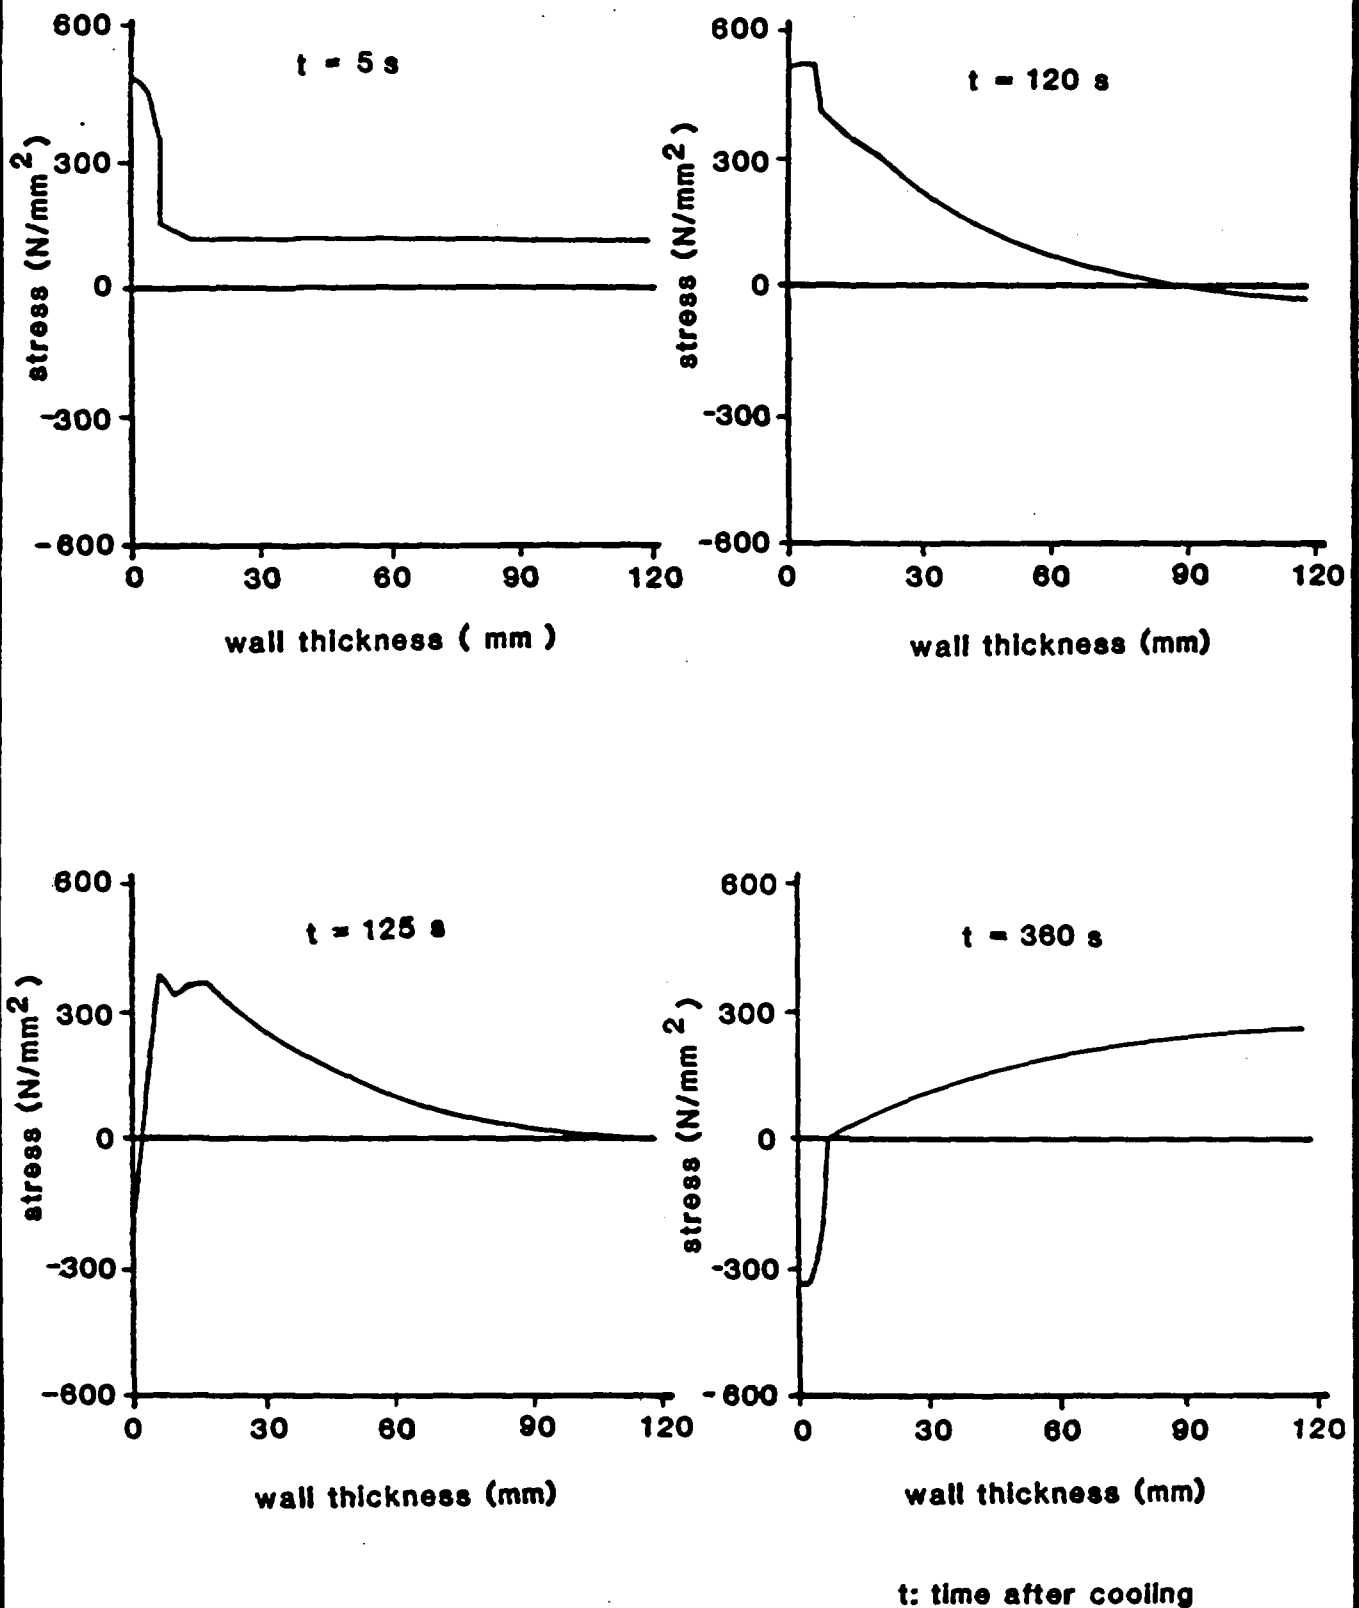 600
t = 5 s
300
0
-300
-600
stress (N/mm²)
0 30 60 90 120
wall thickness ( mm )
600
t = 120 s
300
0
-300
-600
stress (N/mm²)
0 30 60 90 120
wall thickness (mm)
600
t = 125 s
300
0
-300
-600
stress (N/mm²)
0 30 60 90 120
wall thickness (mm)
600
t = 360 s
300
0
-300
-600
stress (N/mm²)
0 30 60 90 120
wall thickness (mm)
t: time after cooling